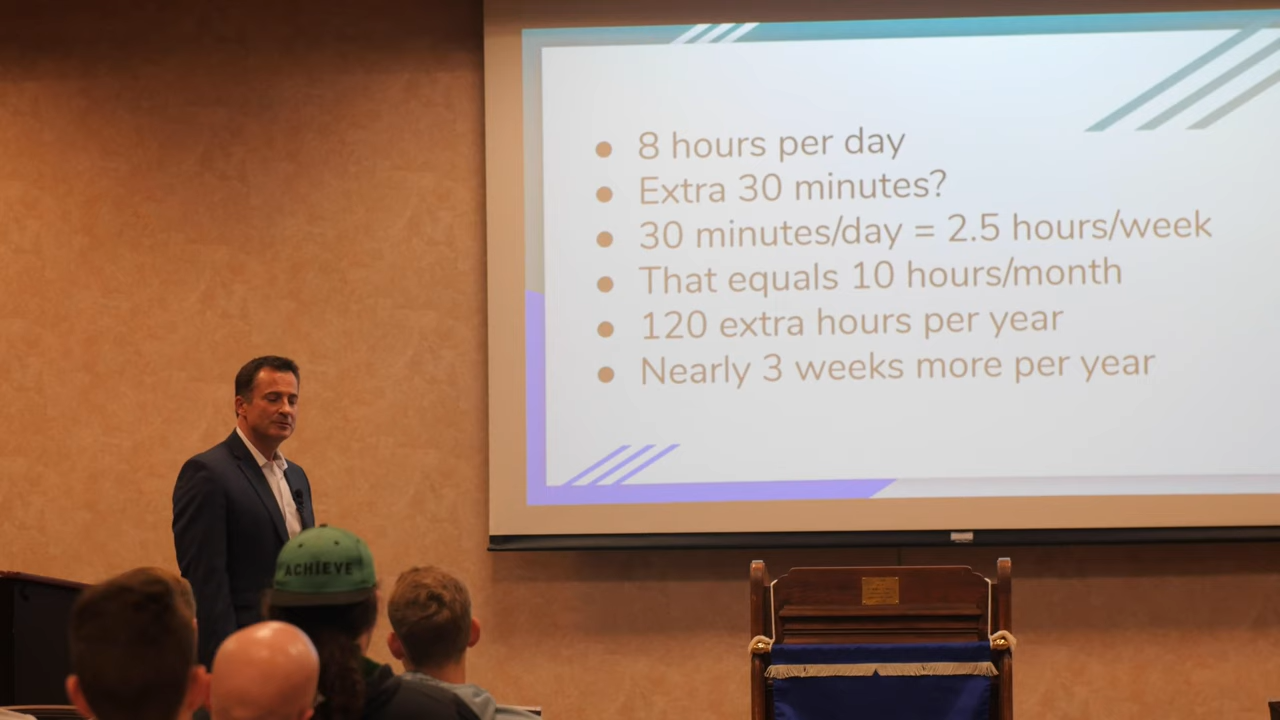 8 hours per day
Extra 30 minutes?
30 minutes/day = 2.5 hours/week
That equals 10 hours/month
120 extra hours per year
Nearly 3 weeks more per year
ACHIEVE